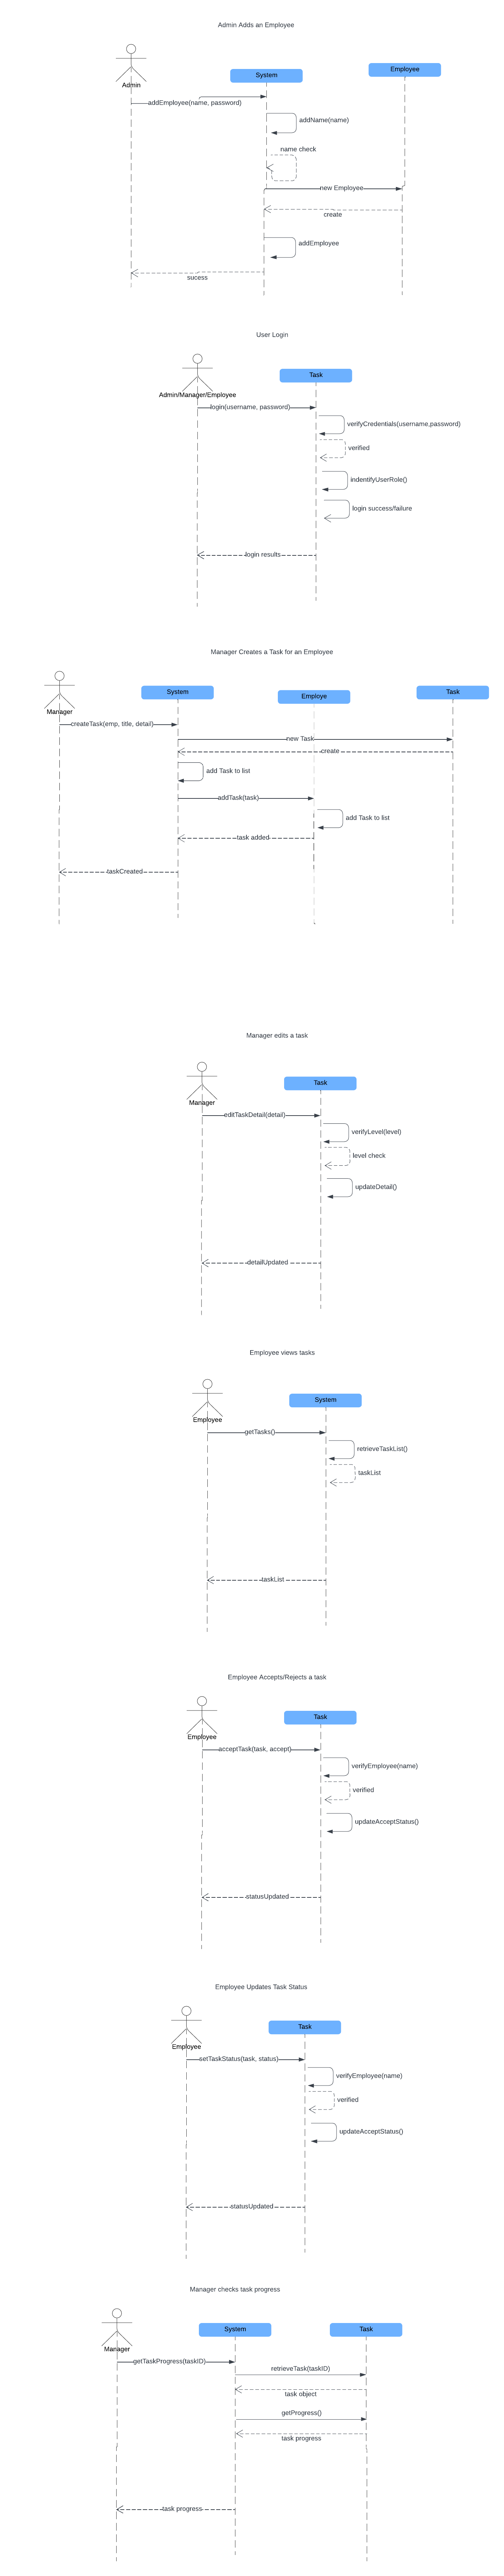 Admin Adds an Employee
System
Employee
Admin
addEmployee(name, password)
addName(name)
name check
new Employee
create
addEmployee
sucess
User Login
Task
Admin/Manager/Employee
login(username, password)
verifyCredentials(username,password)
verified
indentifyUserRole()
login success/failure
login results
Manager Creates a Task for an Employee
System
Employe
Task
Manager
createTask(emp, title, detail)
new Task
create
add Task to list
addTask(task)
add Task to list
task added
taskCreated
Manager edits a task
Task
Manager
editTaskDetail(detail)
verifyLevel(level)
level check
updateDetail()
detailUpdated
Employee views tasks
System
Employee
getTasks()
retrieveTaskList()
taskList
taskList
Employee Accepts/Rejects a task
Task
Employee
acceptTask(task, accept)
verifyEmployee(name)
verified
updateAcceptStatus()
statusUpdated
Employee Updates Task Status
Task
Employee
setTaskStatus(task, status)
verifyEmployee(name)
verified
updateAcceptStatus()
statusUpdated
Manager checks task progress
System
Task
Manager
getTaskProgress(taskID)
retrieveTask(taskID)
task object
getProgress()
task progress
task progress